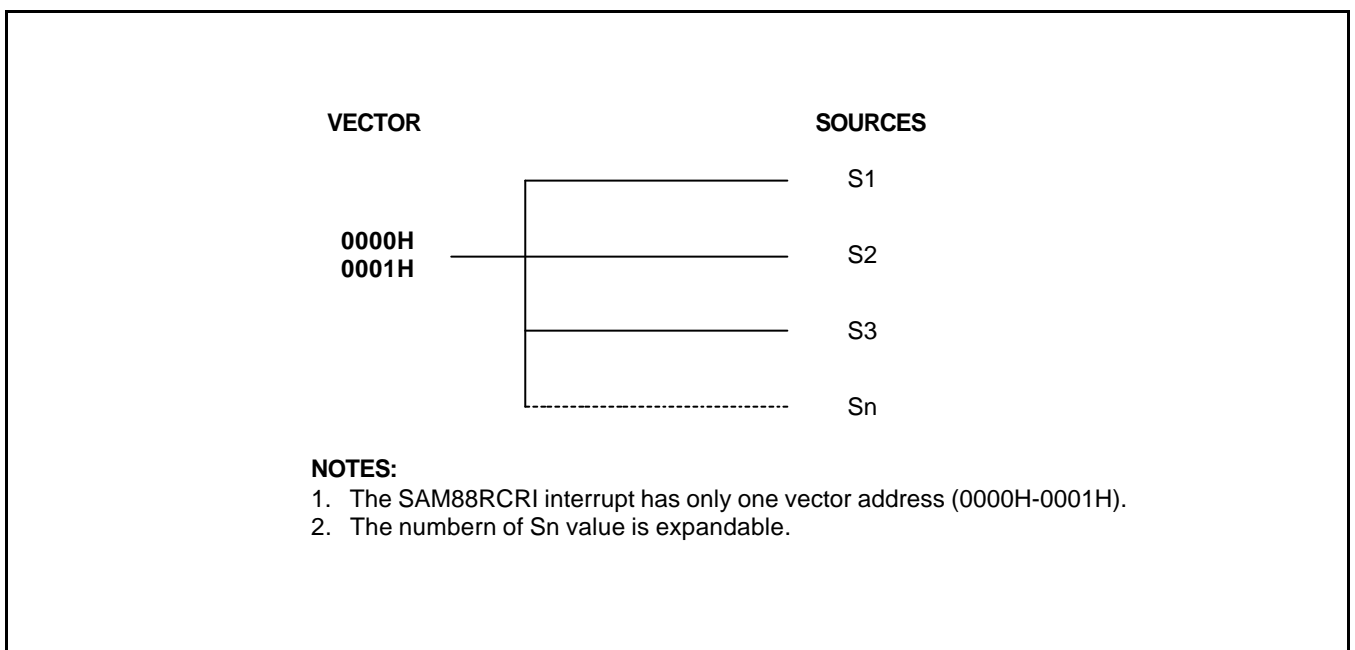 VECTOR SOURCES
S1
0000H
0001H
S2
S3
Sn
NOTES:
1. The SAM88RCRI interrupt has only one vector address (0000H-0001H).
2. The numbern of Sn value is expandable.